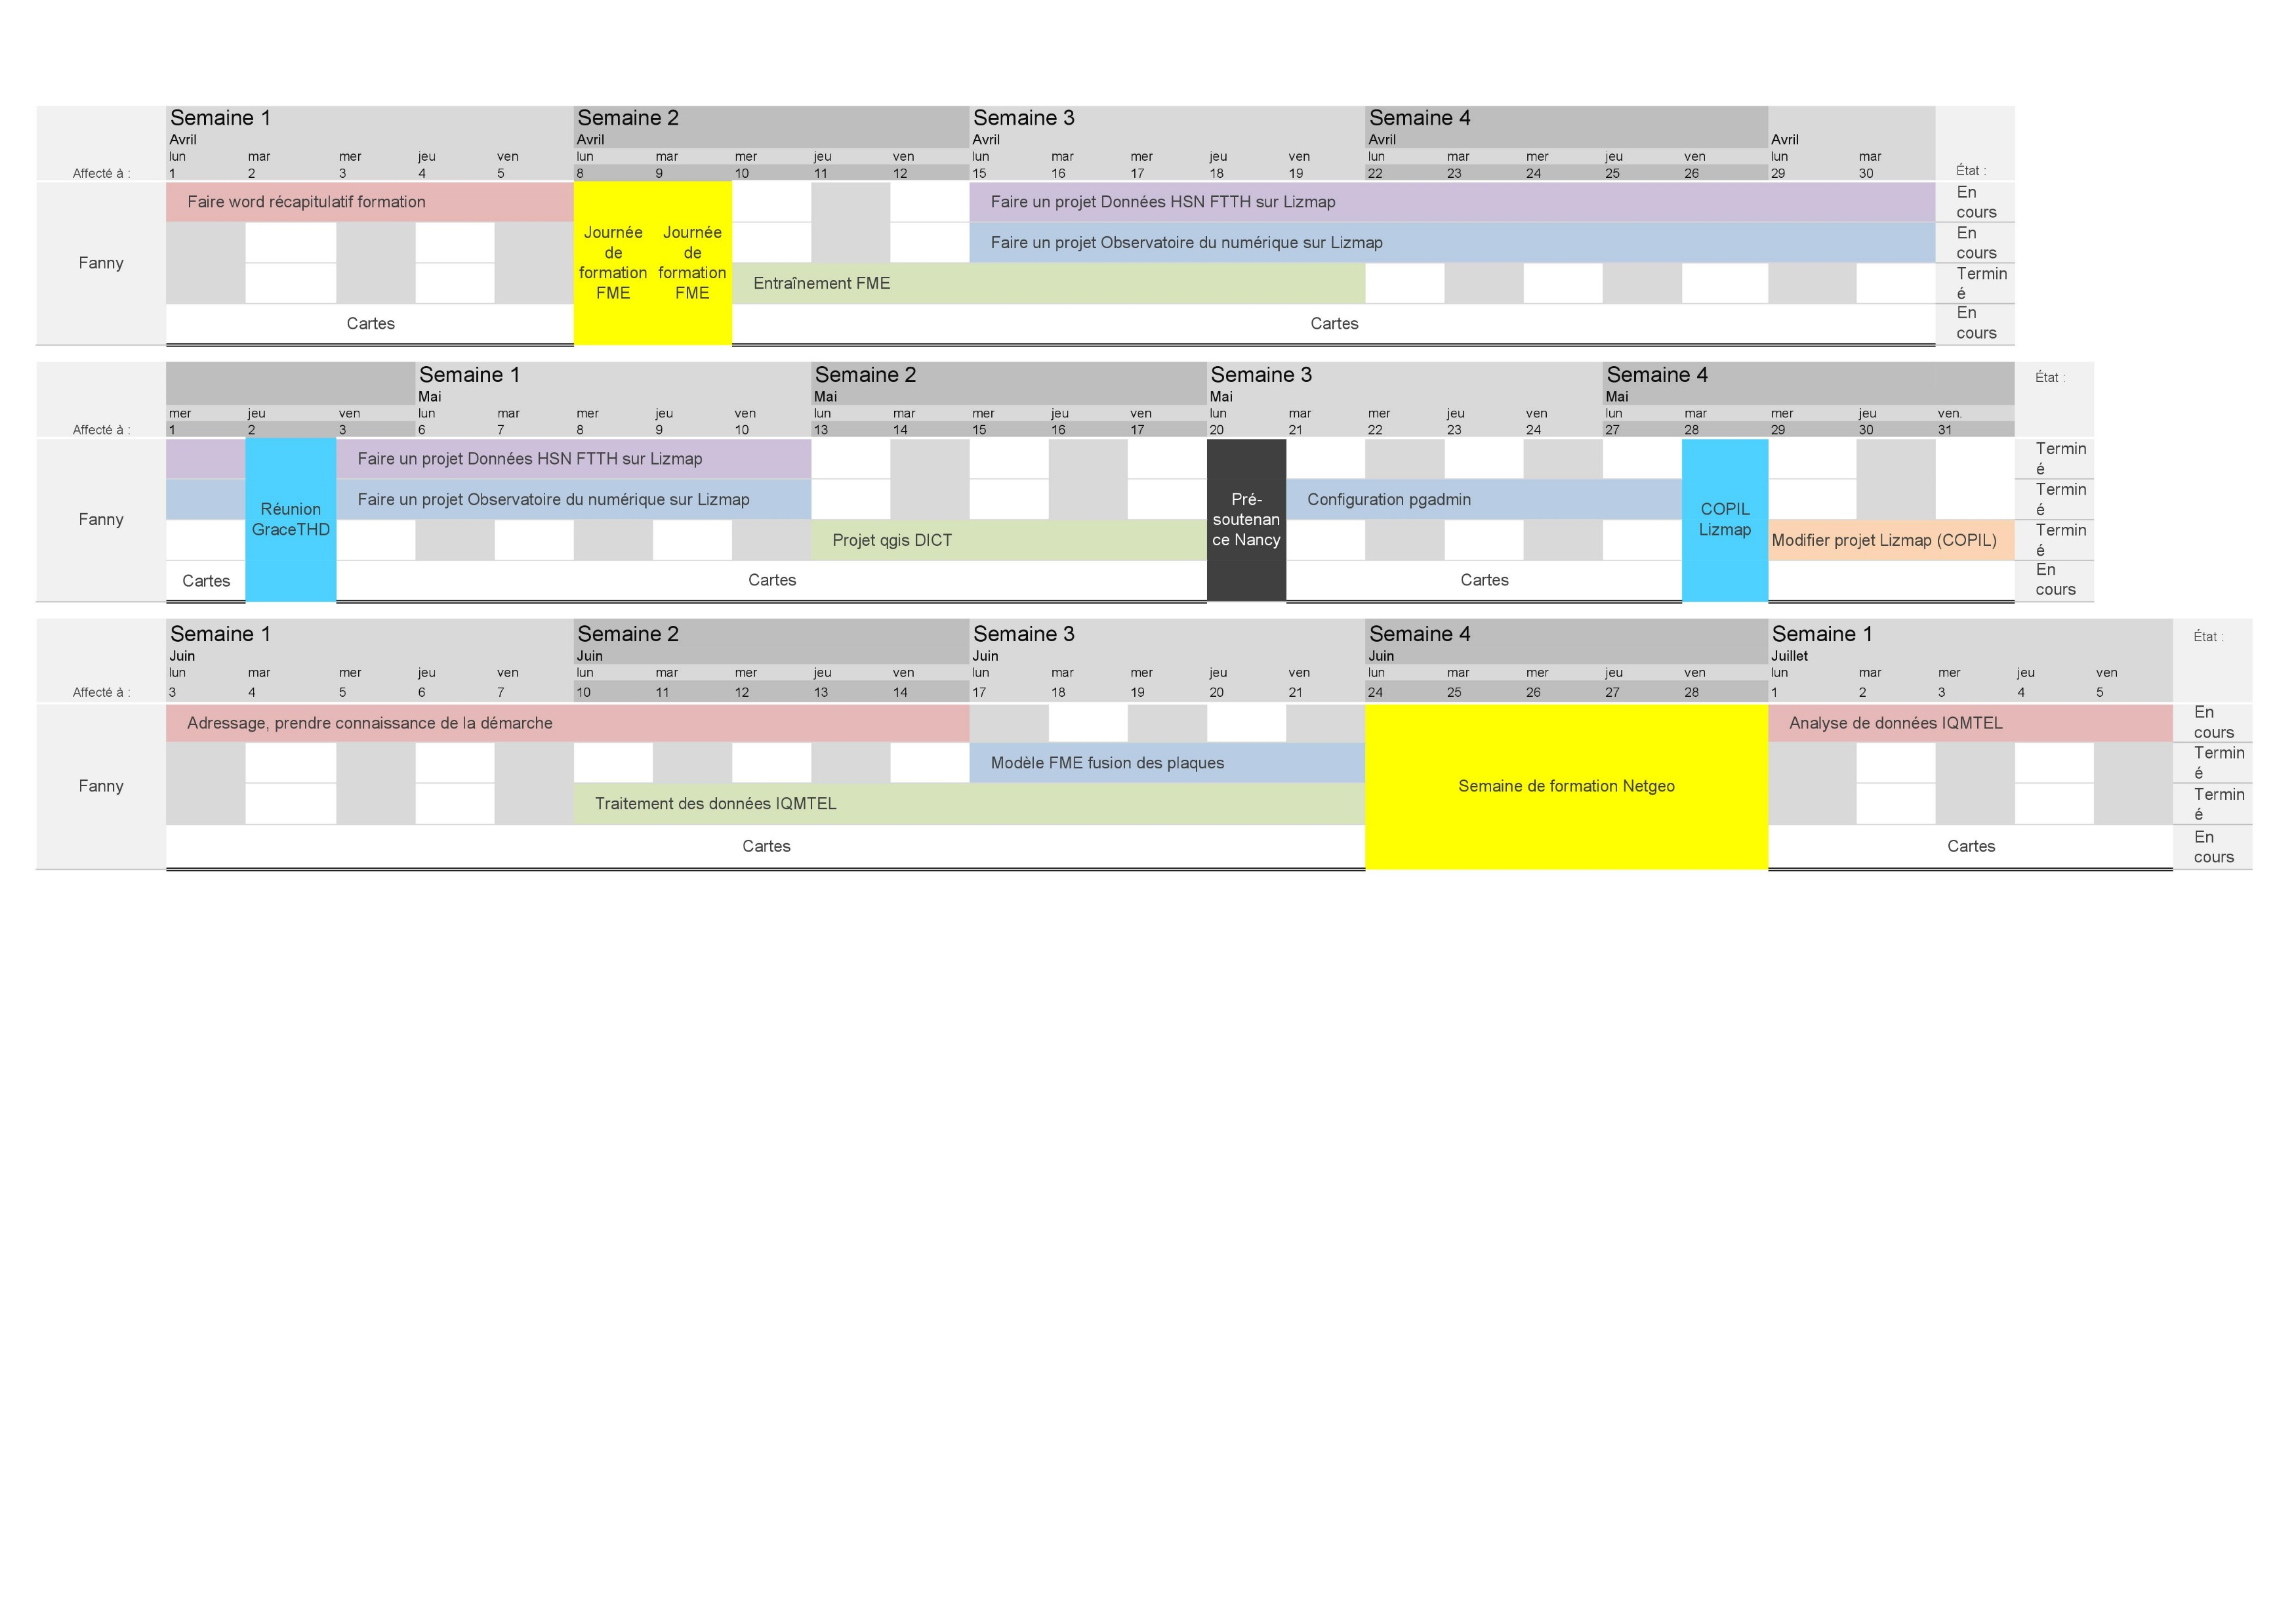 Semaine 1 Semaine 2 Semaine 3 Semaine 4
Avril Avril Avril Avril Avril
lun mar mer jeu ven lun mar mer jeu ven lun mar mer jeu ven lun mar mer jeu ven lun mar
Affecté à : 1 2 3 4 5 8 9 10 11 12 15 16 17 18 19 22 23 24 25 26 29 30 État :
Faire word récapitulatif formation Faire un projet Données HSN FTTH sur Lizmap En
cours
Journée Journée
de de
formation formation
FME FME
Faire un projet Observatoire du numérique sur Lizmap En
cours
Fanny
Entraînement FME Termin
é
Cartes Cartes En
cours
Semaine 1 Semaine 2 Semaine 3 Semaine 4 État :
Mai Mai Mai Mai
mer jeu ven lun mar mer jeu ven lun mar mer jeu ven lun mar mer jeu ven lun mar mer jeu ven.
Affecté à : 1 2 3 6 7 8 9 10 13 14 15 16 17 20 21 22 23 24 27 28 29 30 31
Faire un projet Données HSN FTTH sur Lizmap Termin
é
Faire un projet Observatoire du numérique sur Lizmap Configuration pgadmin Termin
é
Réunion
GraceTHD
Pré-
soutenan
ce Nancy
COPIL
Lizmap
Fanny
Projet qgis DICT Modifier projet Lizmap (COPIL) Termin
é
Cartes Cartes Cartes En
cours
Semaine 1 Semaine 2 Semaine 3 Semaine 4 Semaine 1 État :
Juin Juin Juin Juin Juillet
lun mar mer jeu ven lun mar mer jeu ven lun mar mer jeu ven lun mar mer jeu ven lun mar mer jeu ven
Affecté à : 3 4 5 6 7 10 11 12 13 14 17 18 19 20 21 24 25 26 27 28 1 2 3 4 5
Adressage, prendre connaissance de la démarche Analyse de données IQMTEL En
cours
Modèle FME fusion des plaques Termin
é
Fanny Semaine de formation Netgeo
Traitement des données IQMTEL Termin
é
Cartes Cartes En
cours